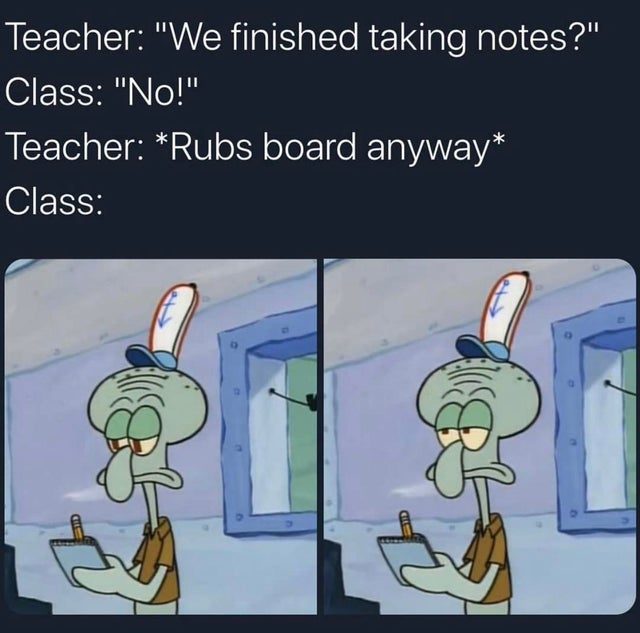 Teacher: "We finished taking notes?"
Class: "No!"
Teacher: *Rubs board anyway*
Class: